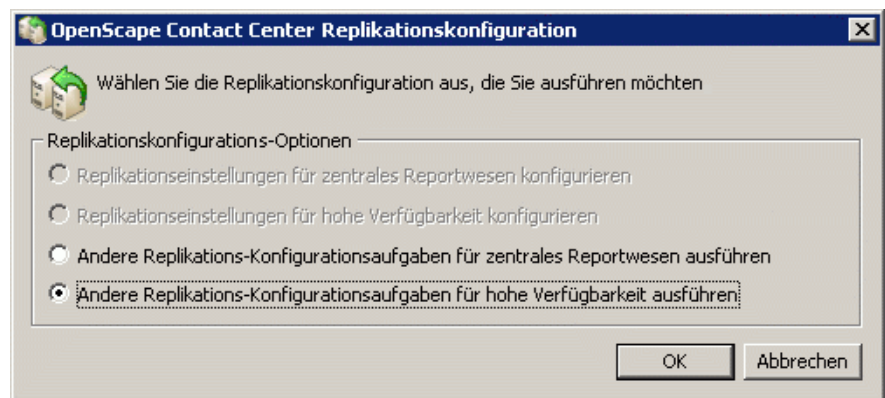 OpenScape Contact Center Replikationskonfiguration
Wählen Sie die Replikationskonfiguration aus, die Sie ausführen möchten
Replikationskonfigurations-Optionen
Replikationseinstellungen für zentrales Reportwesen konfigurieren
Replikationseinstellungen für hohe Verfügbarkeit konfigurieren
Andere Replikations-Konfigurationsaufgaben für zentrales Reportwesen ausführen
Andere Replikations-Konfigurationsaufgaben für hohe Verfügbarkeit ausführen
OK Abbrechen